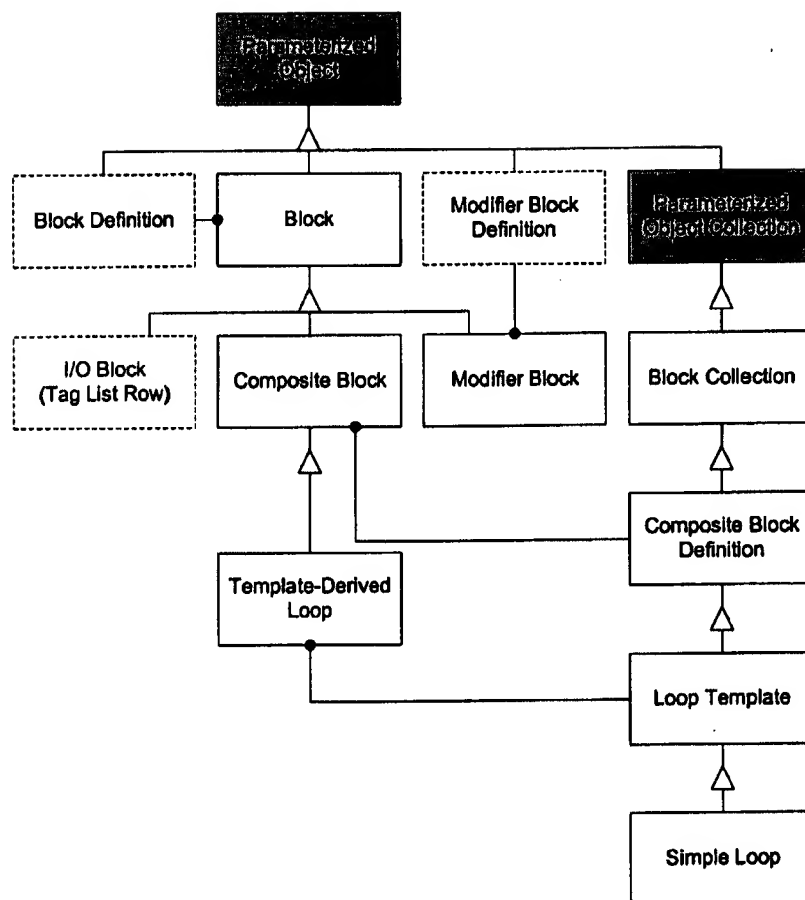 Parameterized
Object
Block Definition
Block
Modifier Block
Definition
Parameterized
Object Collection
I/O Block
(Tag List Row)
Composite Block
Modifier Block
Block Collection
Composite Block
Definition
Template-Derived
Loop
Loop Template
Simple Loop